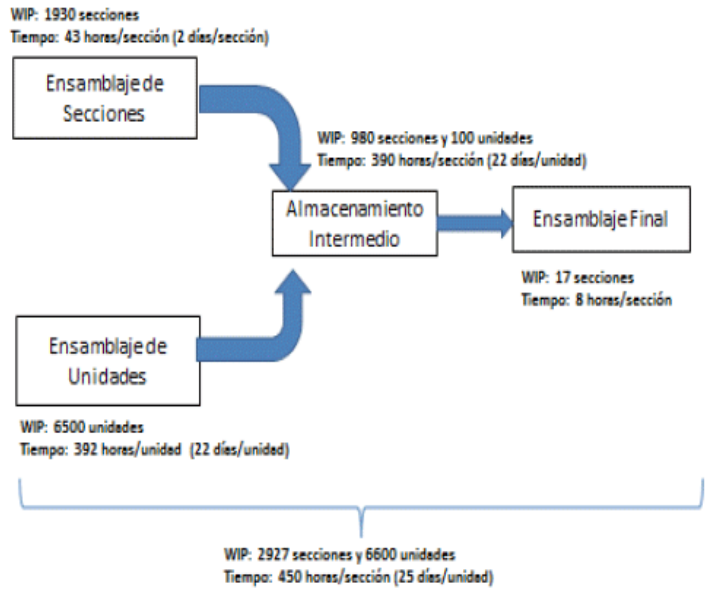 WIP: 1930 secciones
Tiempo: 43 horas/sección (2 días/sección)
Ensamblaje de
Secciones
WIP: 980 secciones y 100 unidades
Tiempo: 390 horas/sección (22 días/unidad)
Almacenamiento
Intermedio
Ensamblaje Final
WIP: 17 secciones
Tiempo: 8 horas/sección
Ensamblaje de
Unidades
WIP: 6500 unidades
Tiempo: 392 horas/unidad (22 días/unidad)
WIP: 2927 secciones y 6600 unidades
Tiempo: 450 horas/sección (25 días/unidad)